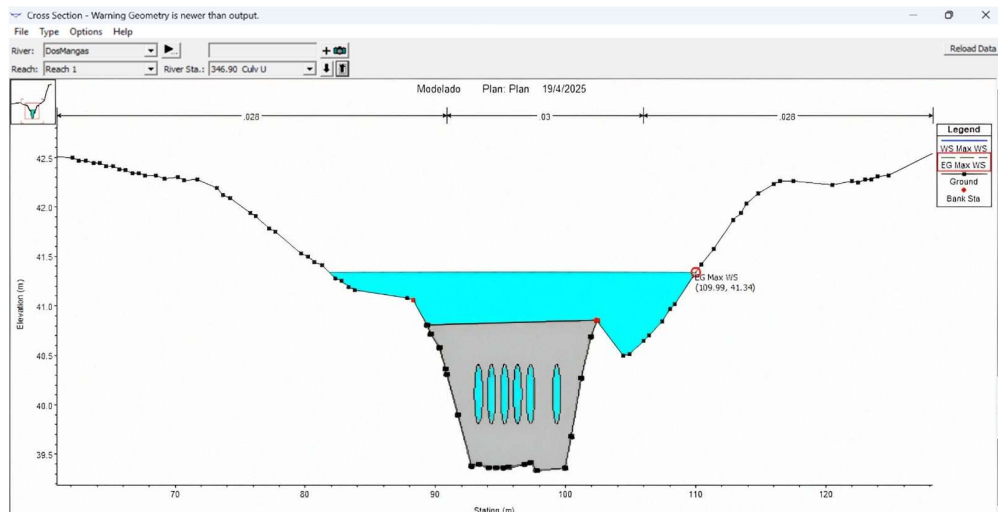 Cross Section - Warning Geometry is newer than output.
File Type Options Help
River: DosMangas
Reload Data
Reach: Reach 1 River Sta.: 346.90 Culv U
Modelado Plan: Plan 19/4/2025
.028 .03 .028
Legend
WS Max WS
EG Max WS
Ground
Bank Sta
42.5
42.0
41.5
41.0
40.5
40.0
39.5
Elevation (m)
EG Max WS
(109.99, 41.34)
70 80 90 100 110 120
Station (m)